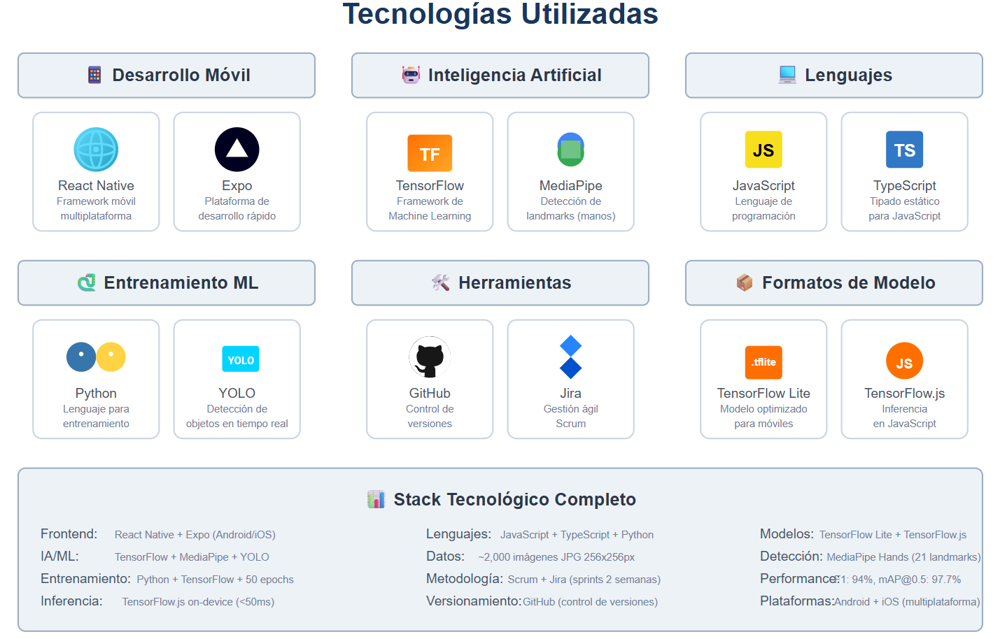 Tecnologías Utilizadas
Desarrollo Móvil
Inteligencia Artificial
Lenguajes
TF
JS
TS
React Native
Framework móvil
multiplataforma
Expo
Plataforma de
desarrollo rápido
TensorFlow
Framework de
Machine Learning
MediaPipe
Detección de
landmarks (manos)
JavaScript
Lenguaje de
programación
TypeScript
Tipado estático
para JavaScript
Entrenamiento ML
Herramientas
Formatos de Modelo
YOLO
.tflite
JS
Python
Lenguaje para
entrenamiento
YOLO
Detección de
objetos en tiempo real
GitHub
Control de
versiones
Jira
Gestión ágil
Scrum
TensorFlow Lite
Modelo optimizado
para móviles
TensorFlow.js
Inferencia
en JavaScript
Stack Tecnológico Completo
Frontend: React Native + Expo (Android/iOS)
IA/ML: TensorFlow + MediaPipe + YOLO
Entrenamiento: Python + TensorFlow + 50 epochs
Inferencia: TensorFlow.js on-device (<50ms)
Lenguajes: JavaScript + TypeScript + Python
Datos: ~2,000 imágenes JPG 256x256px
Metodología: Scrum + Jira (sprints 2 semanas)
Versionamiento: GitHub (control de versiones)
Modelos: TensorFlow Lite + TensorFlow.js
Detección: MediaPipe Hands (21 landmarks)
Performance: F1: 94%, mAP@0.5: 97.7%
Plataformas: Android + iOS (multiplataforma)